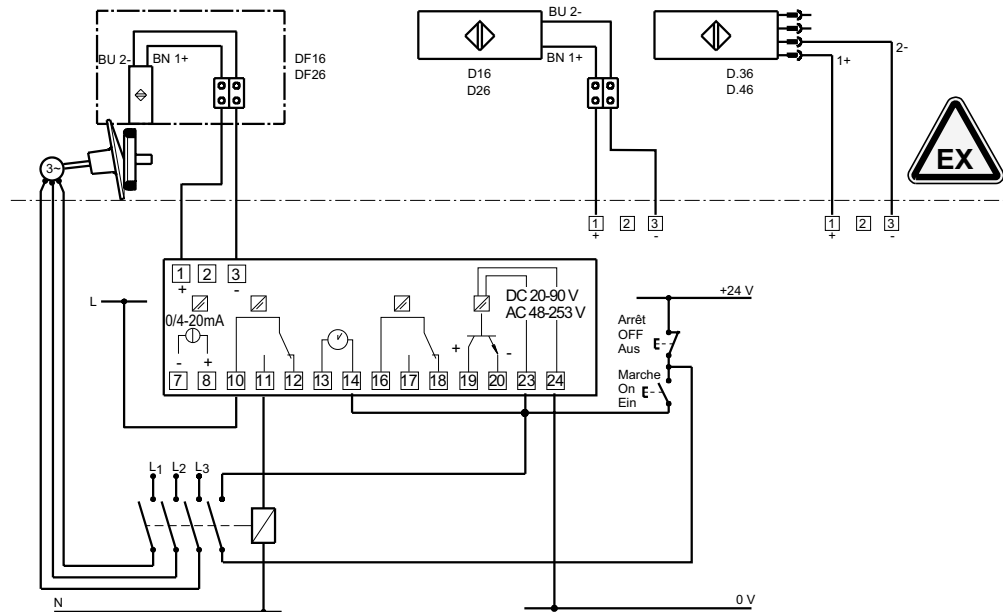 BU 2-
BN 1+
DF16
DF26
BU 2-
BN 1+
D16
D26
1+
2-
D.36
D.46
EX
3~
1
2
3
+
-
1
2
3
+
-
1
2
3
+
-
L
0/4-20mA
-
+
DC 20-90 V
AC 48-253 V
+
-
7
8
10
11
12
13
14
16
17
18
19
20
23
24
+24 V
Arrêt
OFF
Aus
E
Marche
On
Ein
E
L1
L2
L3
N
0 V